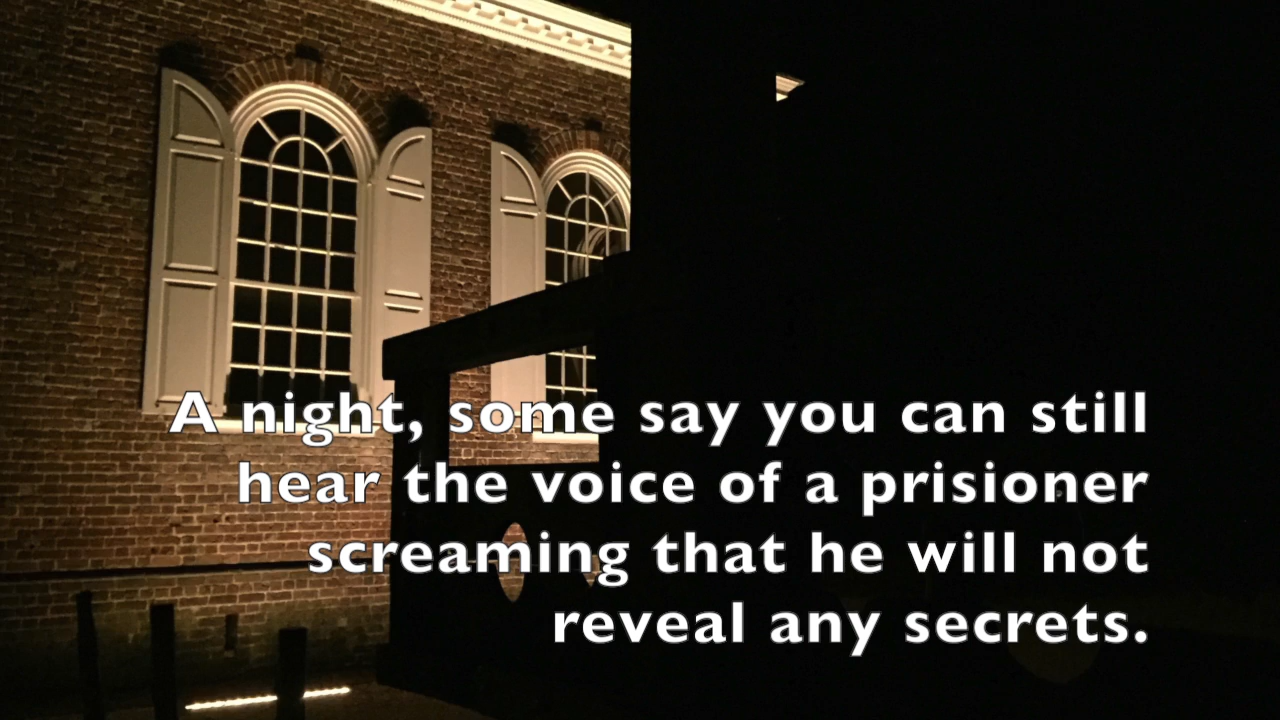 A night, some say you can still
hear the voice of a prisioner
screaming that he will not
reveal any secrets.